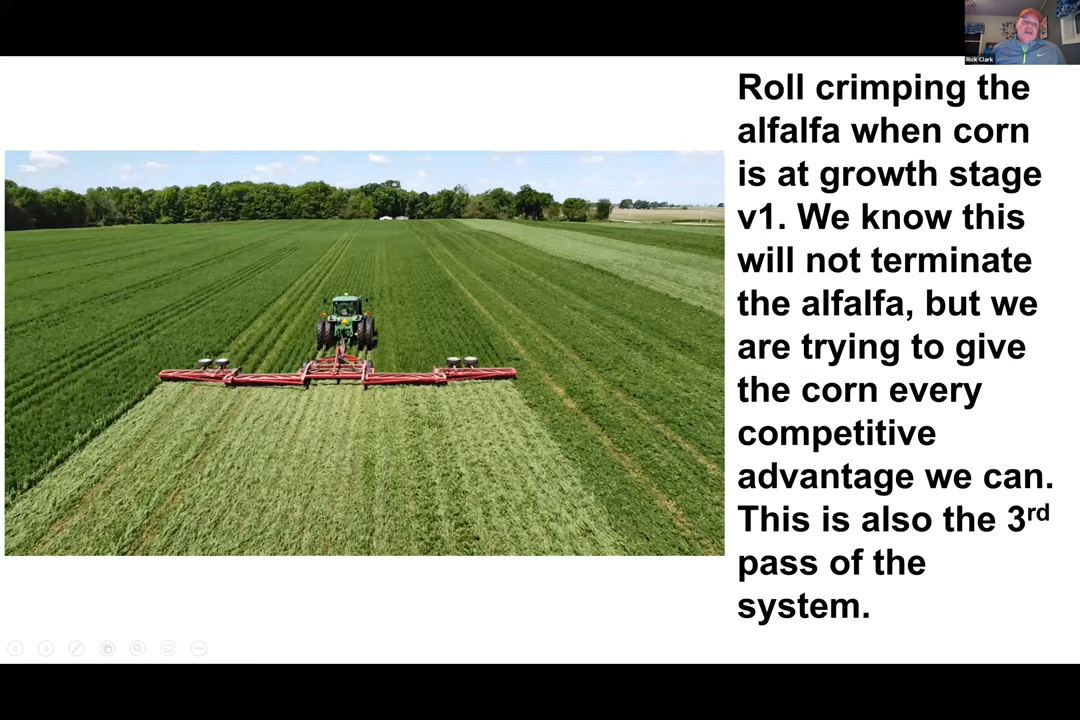 Rick Clark
Roll crimping the
alfalfa when corn
is at growth stage
v1. We know this
will not terminate
the alfalfa, but we
are trying to give
the corn every
competitive
advantage we can.
This is also the 3rd
pass of the
system.